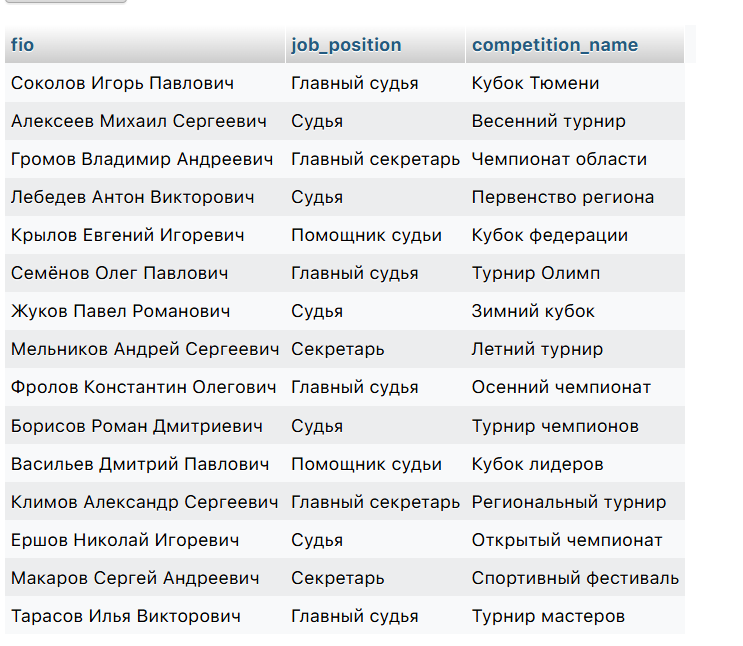 fio job_position competition_name
Соколов Игорь Павлович Главный судья Кубок Тюмени
Алексеев Михаил Сергеевич Судья Весенний турнир
Громов Владимир Андреевич Главный секретарь Чемпионат области
Лебедев Антон Викторович Судья Первенство региона
Крылов Евгений Игоревич Помощник судьи Кубок федерации
Семёнов Олег Павлович Главный судья Турнир Олимп
Жуков Павел Романович Судья Зимний кубок
Мельников Андрей Сергеевич Секретарь Летний турнир
Фролов Константин Олегович Главный судья Осенний чемпионат
Борисов Роман Дмитриевич Судья Турнир чемпионов
Васильев Дмитрий Павлович Помощник судьи Кубок лидеров
Климов Александр Сергеевич Главный секретарь Региональный турнир
Ершов Николай Игоревич Судья Открытый чемпионат
Макаров Сергей Андреевич Секретарь Спортивный фестиваль
Тарасов Илья Викторович Главный судья Турнир мастеров